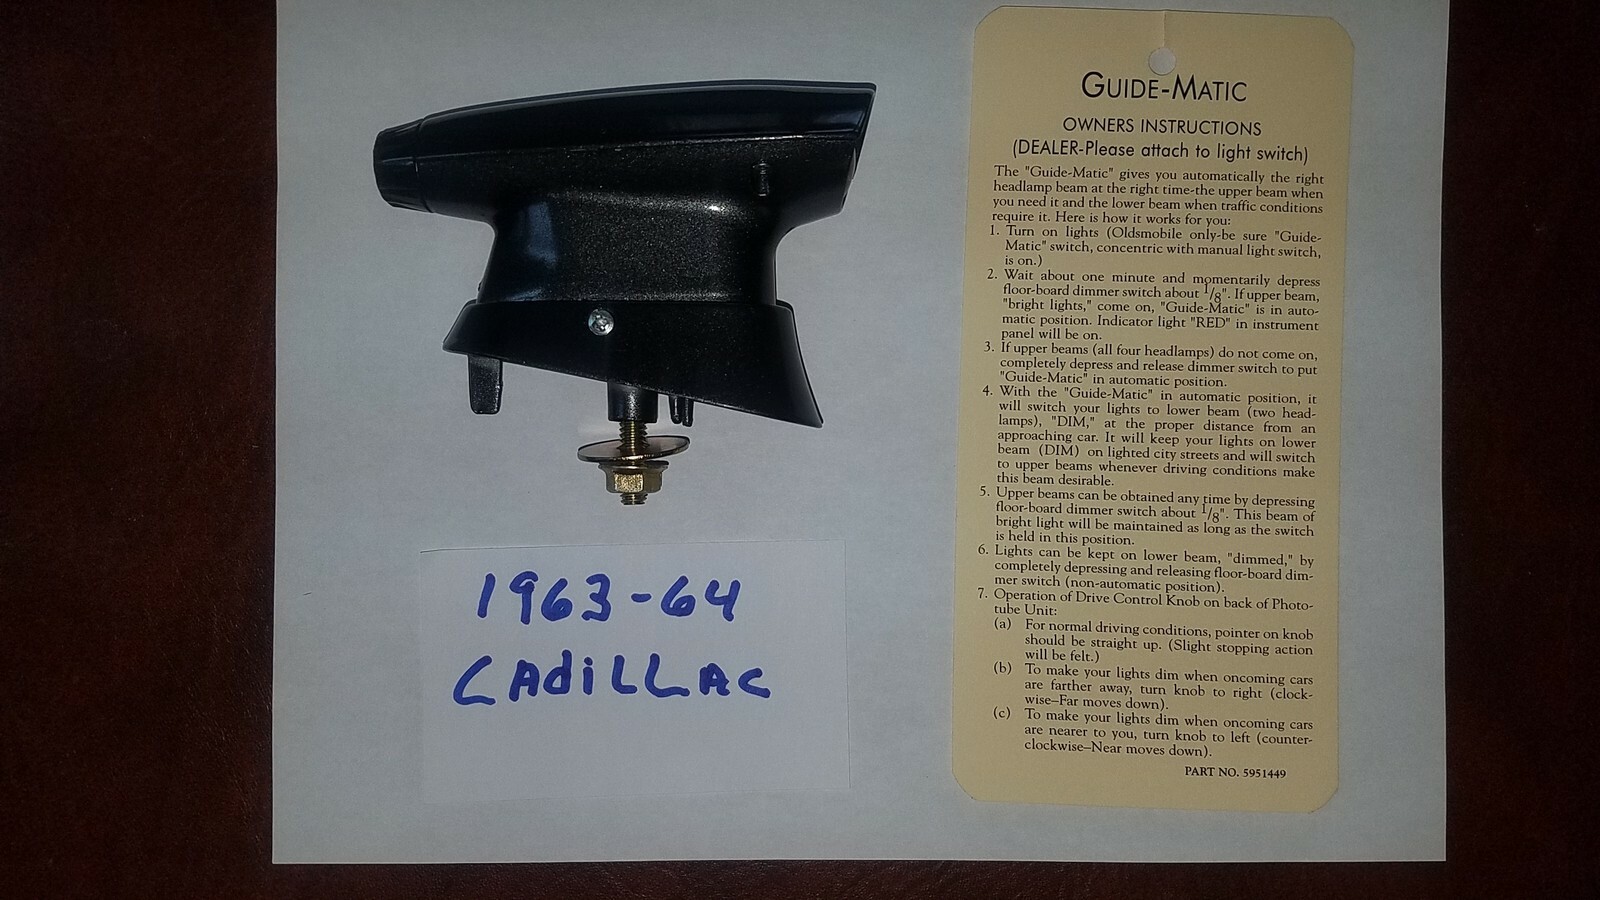 1963-64
CAdiLLAC
GUIDE-MATIC
OWNERS INSTRUCTIONS
(DEALER-Please attach to light switch)
The "Guide-Matic" gives you automatically the right
headlamp beam at the right time-the upper beam when
you need it and the lower beam when traffic conditions
require it. Here is how it works for you:
1. Turn on lights (Oldsmobile only-be sure "Guide-
Matic" switch, concentric with manual light switch,
is on.)
2. Wait about one minute and momentarily depress
floor-board dimmer switch about 1/8". If upper beam,
"bright lights," come on, "Guide-Matic" is in auto-
matic position. Indicator light "RED" in instrument
panel will be on.
3. If upper beams (all four headlamps) do not come on,
completely depress and release dimmer switch to put
"Guide-Matic" in automatic position.
4. With the "Guide-Matic" in automatic position, it
will switch your lights to lower beam (two head-
lamps), "DIM," at the proper distance from an
approaching car. It will keep your lights on lower
beam (DIM) on lighted city streets and will switch
to upper beams whenever driving conditions make
this beam desirable.
5. Upper beams can be obtained any time by depressing
floor-board dimmer switch about 1/8". This beam of
bright light will be maintained as long as the switch
is held in this position.
6. Lights can be kept on lower beam, "dimmed," by
completely depressing and releasing floor-board dim-
mer switch (non-automatic position).
7. Operation of Drive Control Knob on back of Photo-
tube Unit:
(a) For normal driving conditions, pointer on knob
should be straight up. (Slight stopping action
will be felt.)
(b) To make your lights dim when oncoming cars
are farther away, turn knob to right (clock-
wise–Far moves down).
(c) To make your lights dim when oncoming cars
are nearer to you, turn knob to left (counter-
clockwise–Near moves down).
PART NO. 5951449